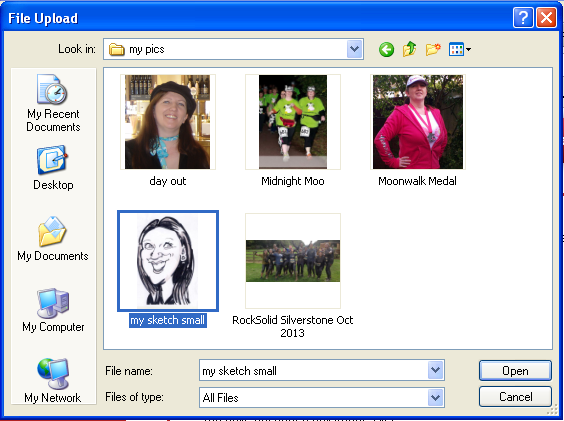 File Upload
Look in:
my pics
My Recent
Documents
Desktop
My Documents
My Computer
My Network
day out
Midnight Moo
Moonwalk Medal
my sketch small
RockSolid Silverstone Oct
2013
File name:
my sketch small
Open
Files of type:
All Files
Cancel